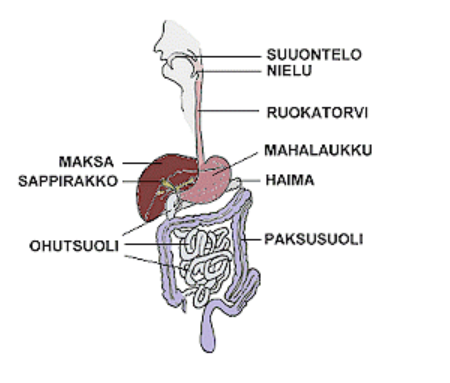 SUUONTELO
NIELU
RUOKATORVI
MAHALAUKKU
MAKSA
SAPPIRAKKO
HAIMA
OHUTSUOLI
PAKSUSUOLI